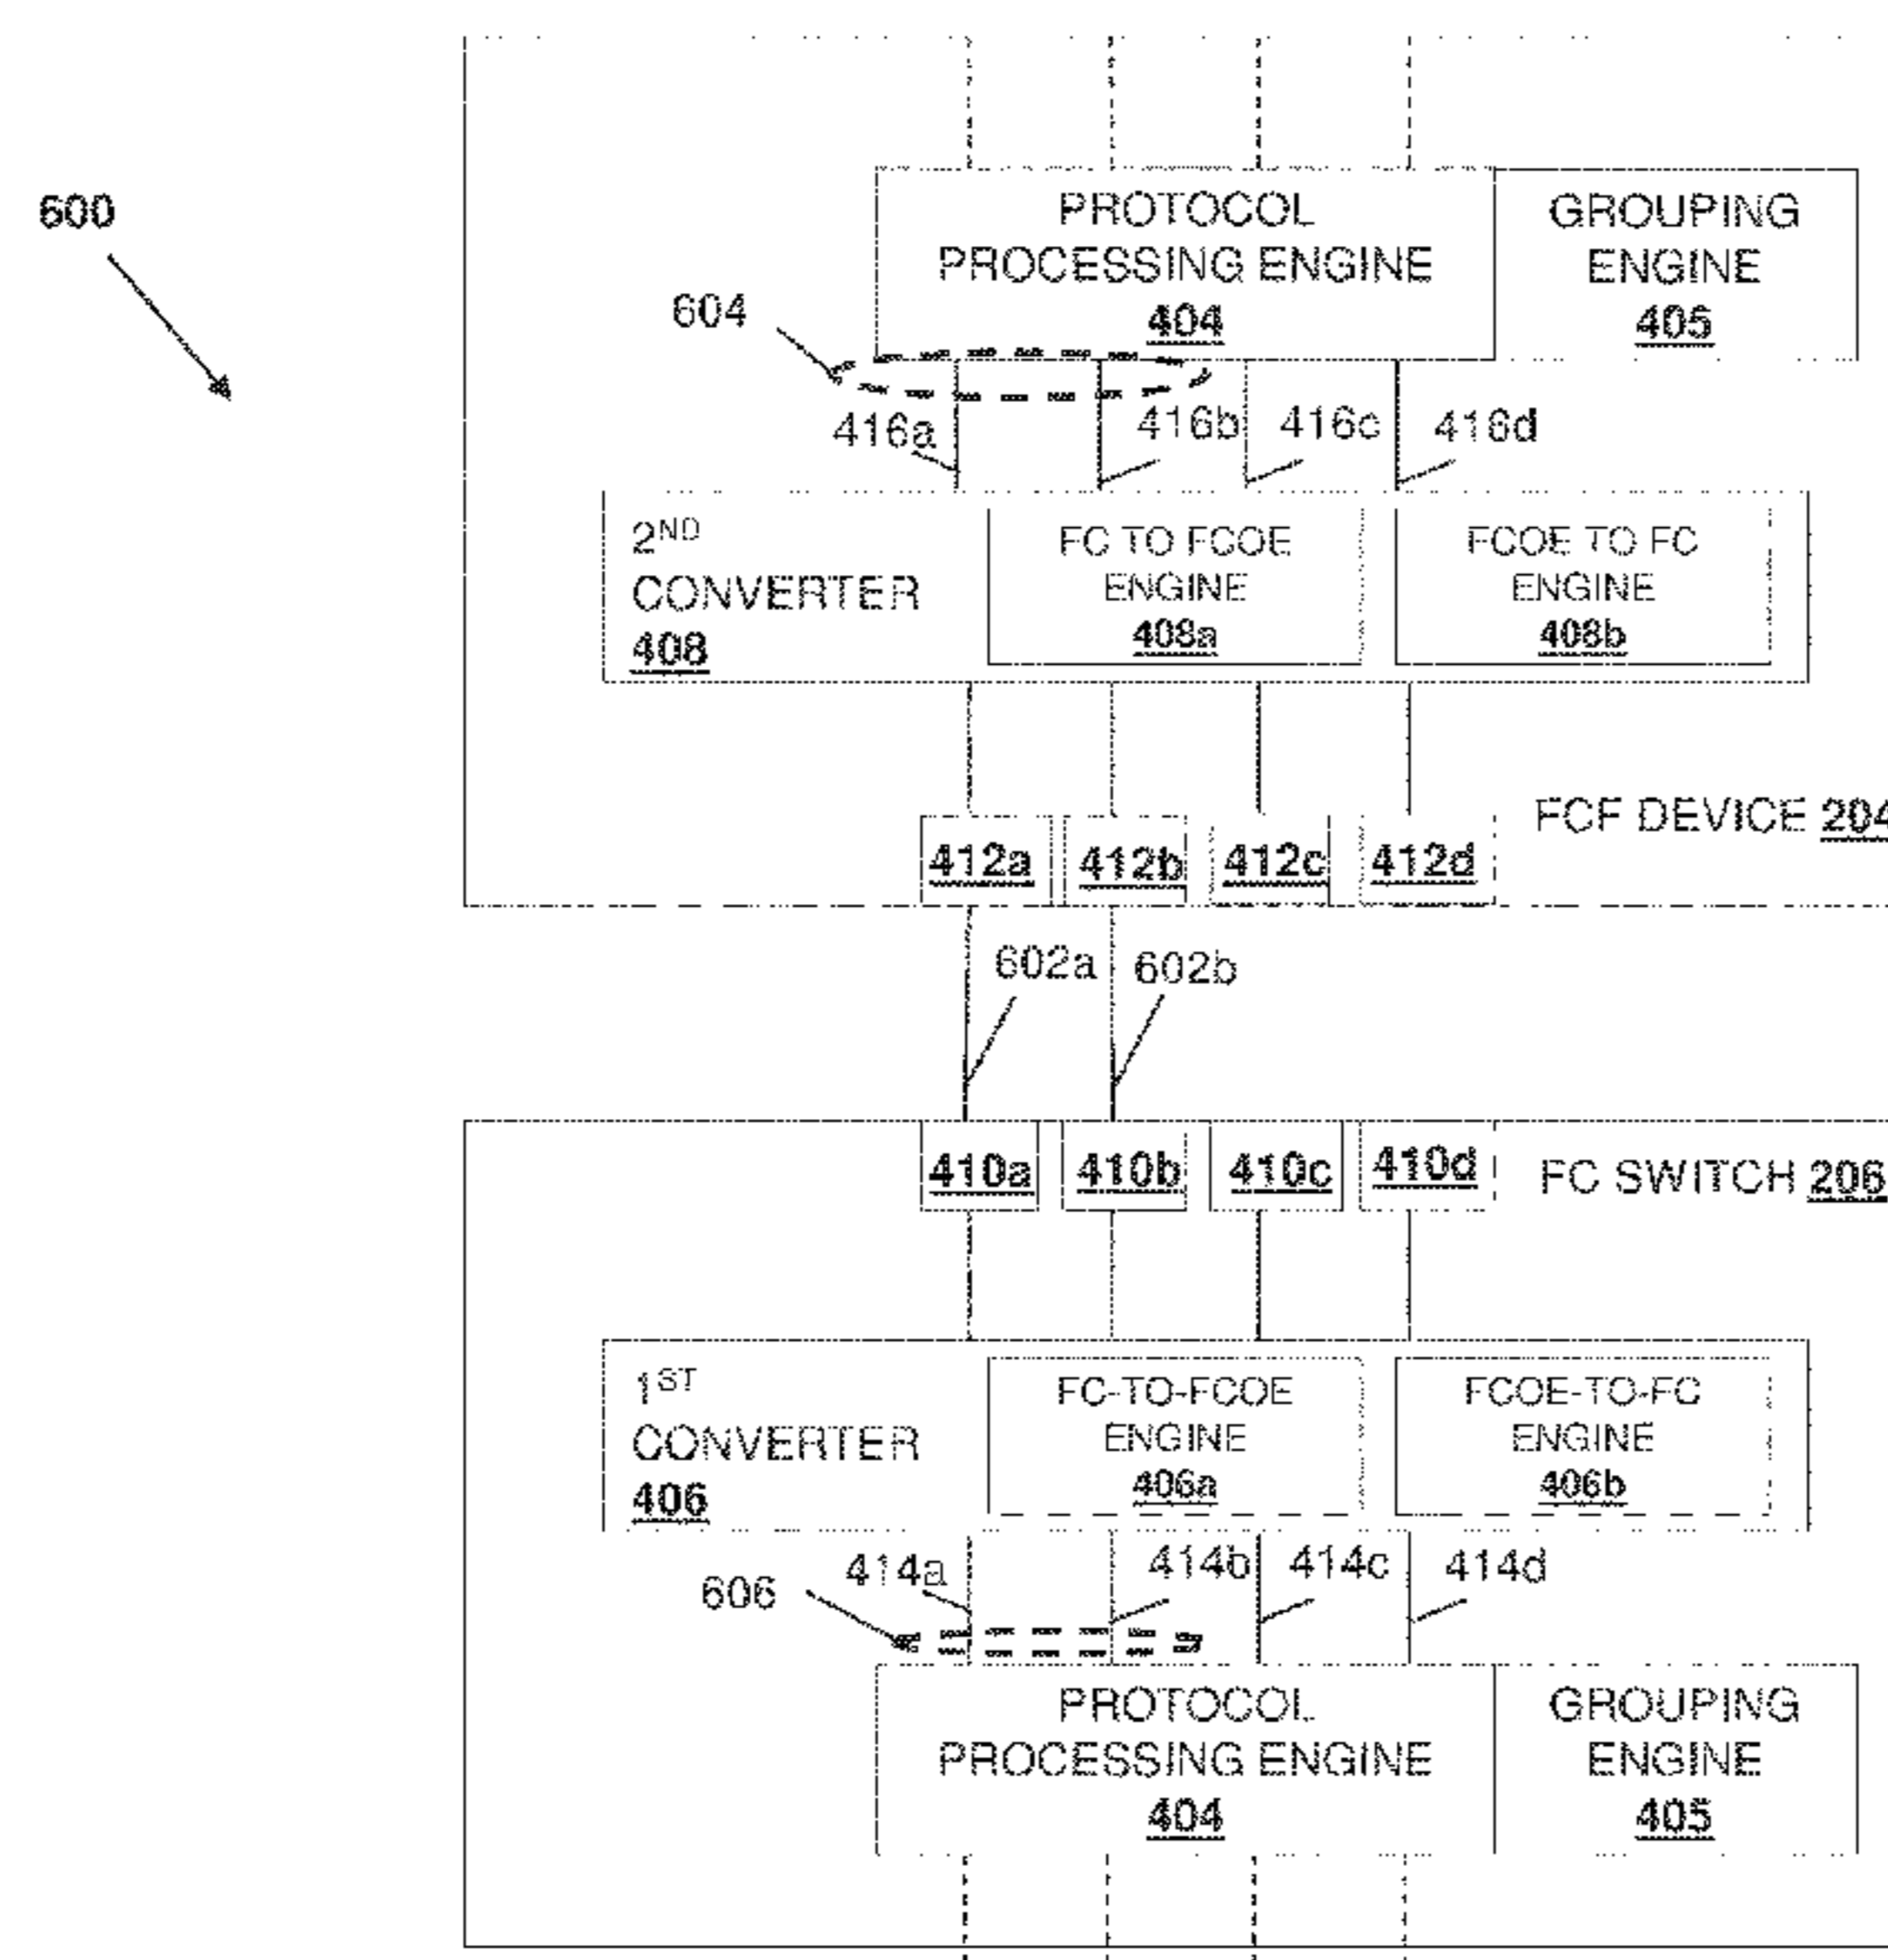 600
PROTOCOL
PROCESSING ENGINE
404
GROUPING
ENGINE
405
604
416a
416b
416c
416d
2ND
CONVERTER
408
FC TO FCOE
ENGINE
408a
FCOE TO FC
ENGINE
408b
FCF DEVICE 204
412a
412b
412c
412d
602a
602b
410a
410b
410c
410d
FC SWITCH 206
1ST
CONVERTER
406
FC-TO-FCOE
ENGINE
406a
FCOE-TO-FC
ENGINE
406b
414a
414b
414c
414d
606
PROTOCOL
PROCESSING ENGINE
404
GROUPING
ENGINE
405